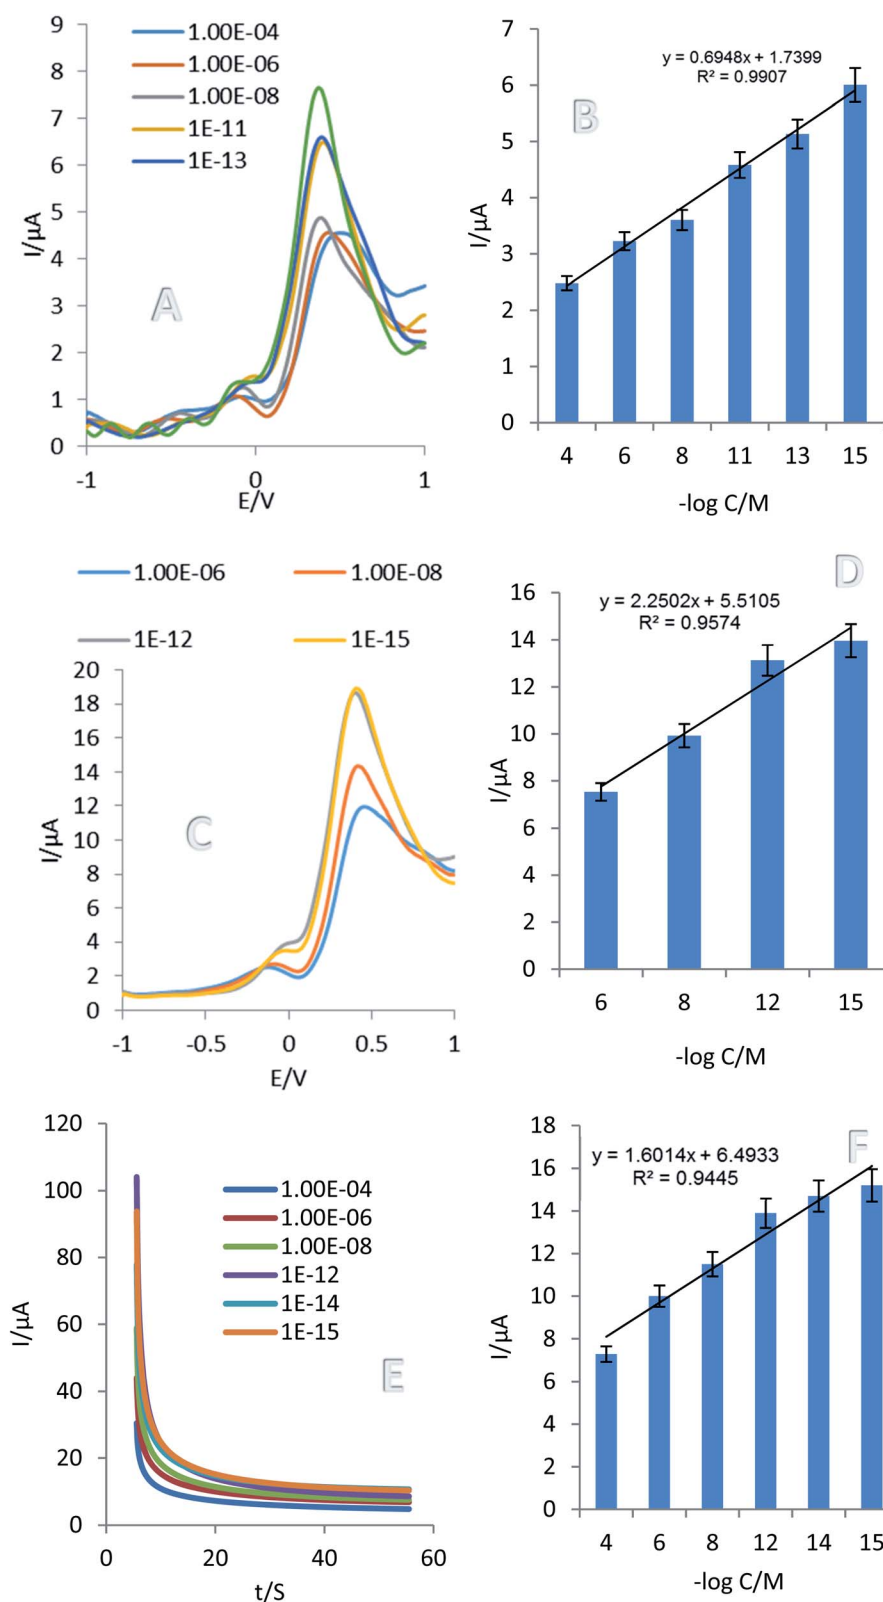 9
8
7
6
5
4
3
2
1
0
I/µA
1.00E-04
1.00E-06
1.00E-08
1E-11
1E-13
A
-1
0
1
E/V
7
6
5
4
3
2
1
0
I/µA
y = 0.6948x + 1.7399
R² = 0.9907
B
4 6 8 11 13 15
-log C/M
1.00E-06 1.00E-08
1E-12 1E-15
20
18
16
14
12
10
8
6
4
2
0
I/µA
C
-1 -0.5 0 0.5 1
E/V
D
16
14
12
10
8
6
4
2
0
I/µA
y = 2.2502x + 5.5105
R² = 0.9574
6 8 12 15
-log C/M
120
100
80
60
40
20
0
I/µA
1.00E-04
1.00E-06
1.00E-08
1E-12
1E-14
1E-15
E
0 20 40 60
t/S
18
16
14
12
10
8
6
4
2
0
I/µA
y = 1.6014x + 6.4933
R² = 0.9445
F
4 6 8 12 14 15
-log C/M